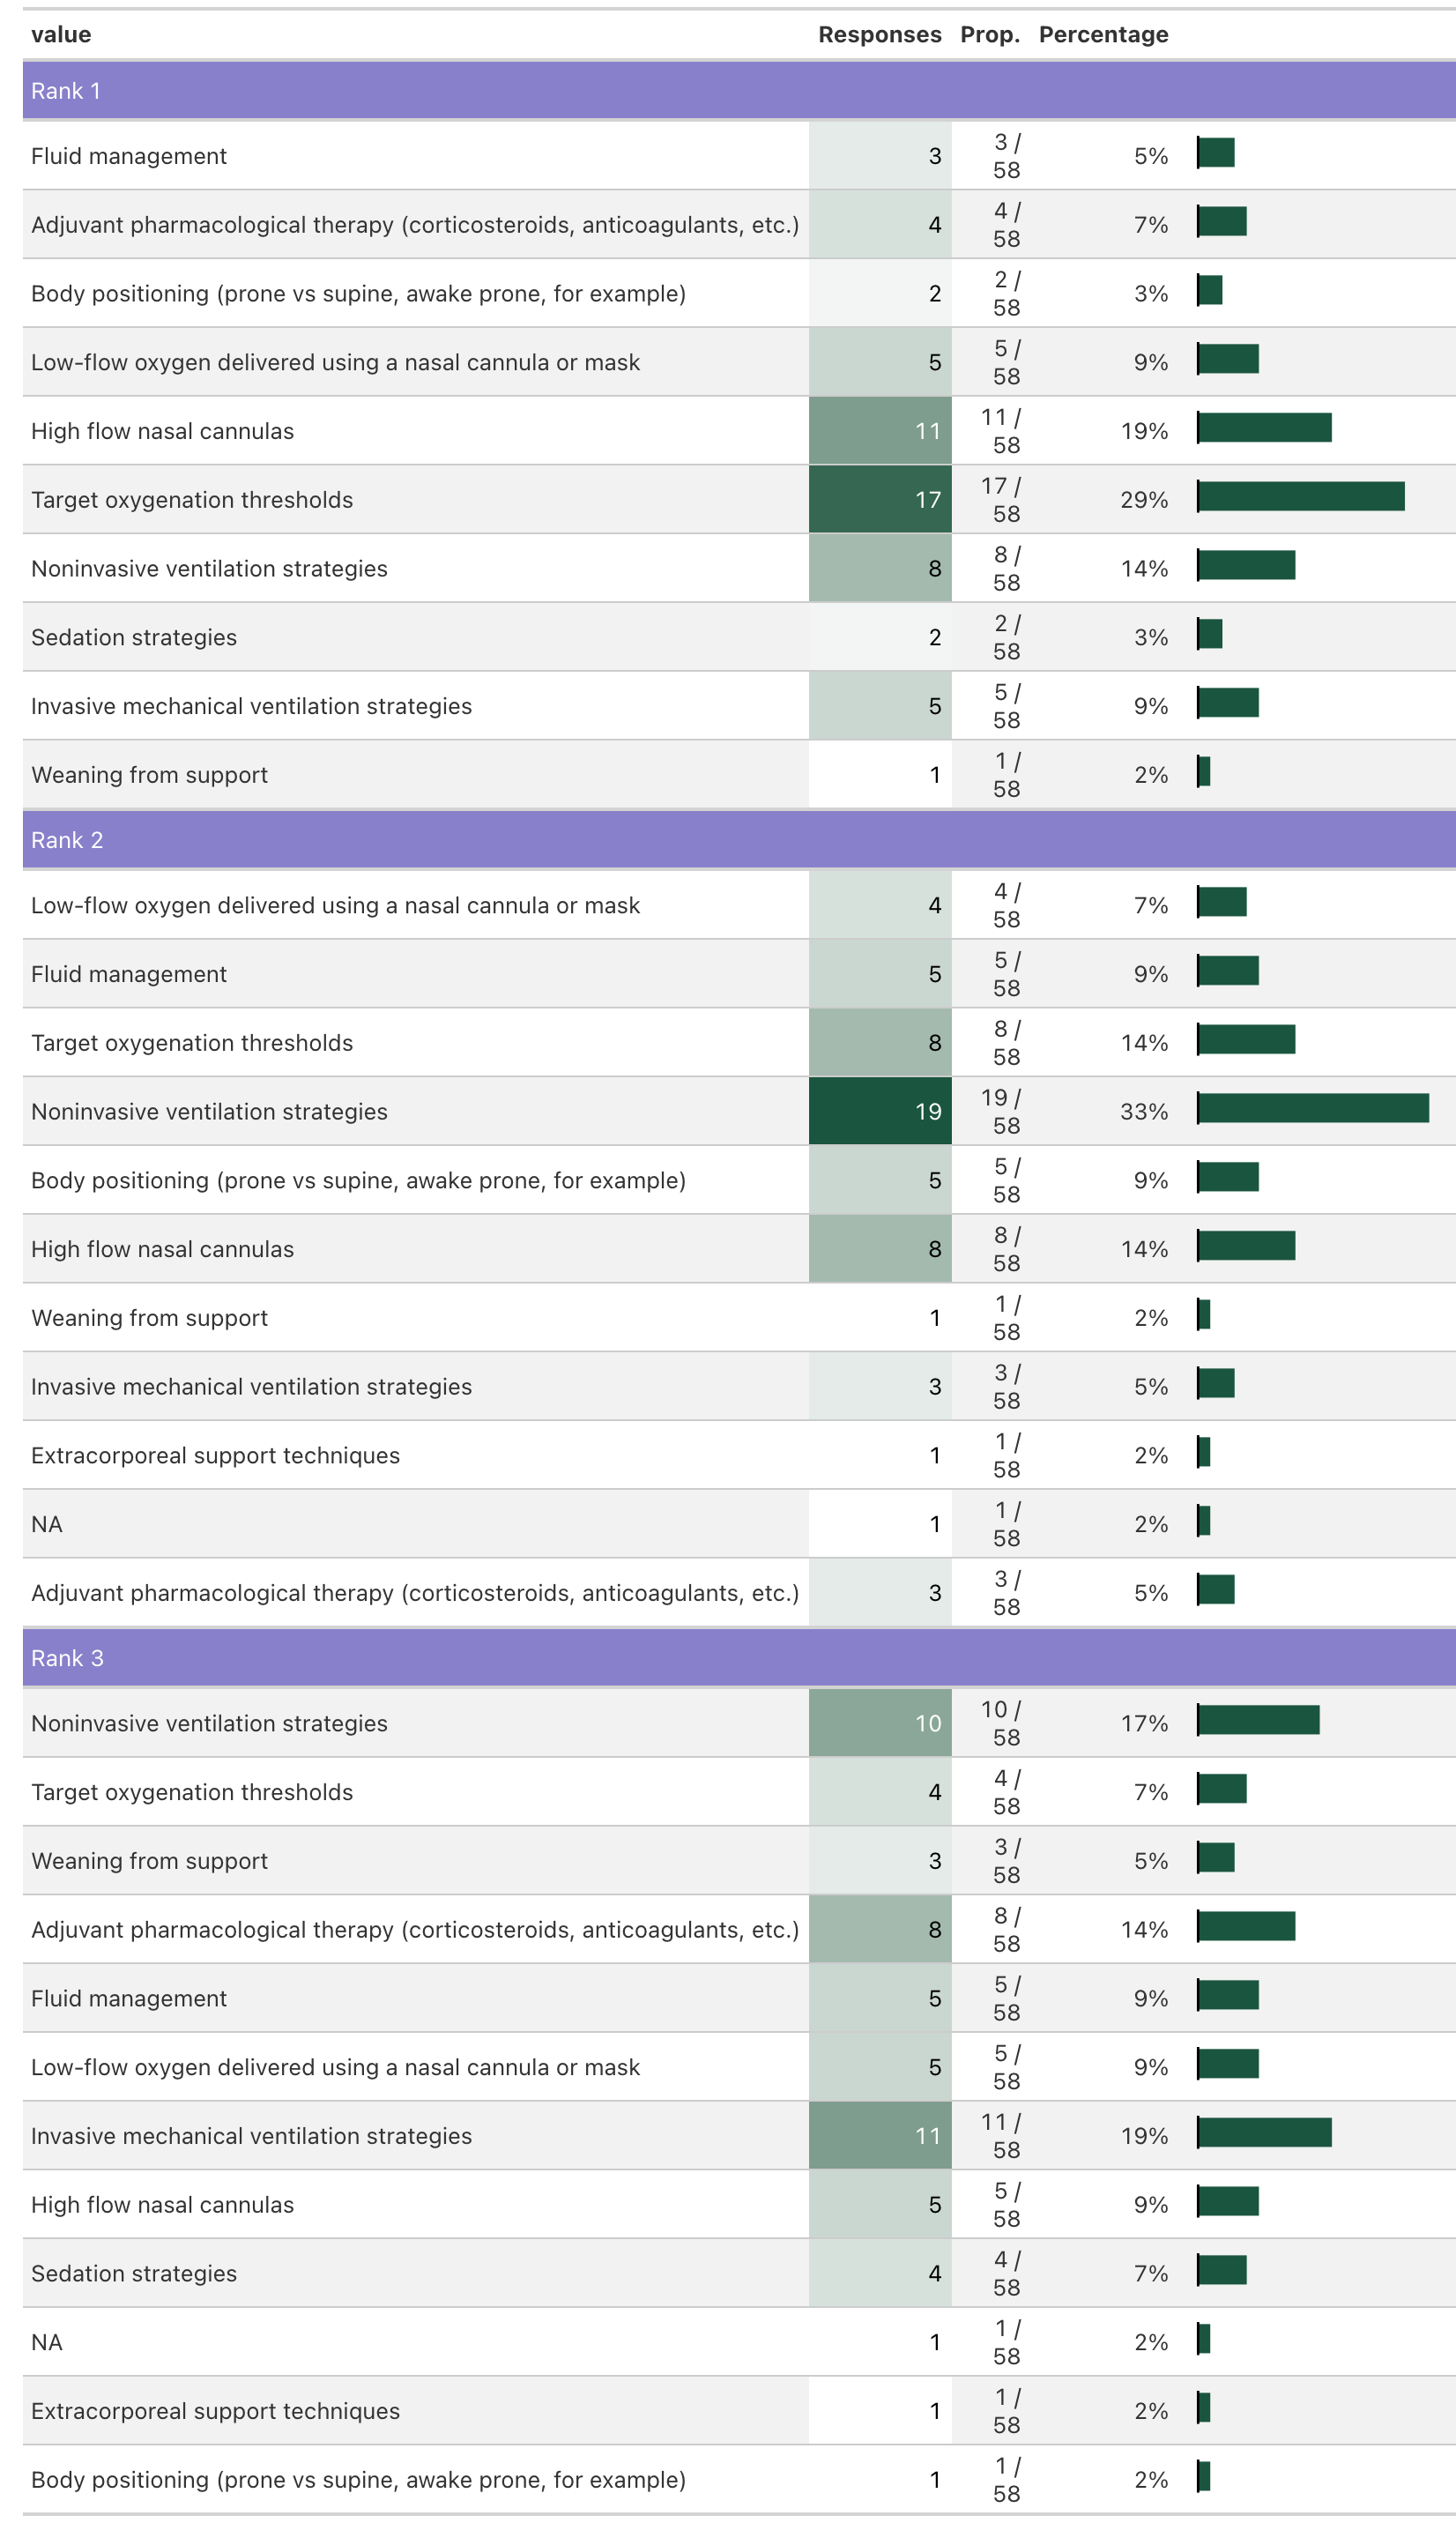 value Responses Prop. Percentage
Rank 1
Fluid management 3 3 / 58 5%
Adjuvant pharmacological therapy (corticosteroids, anticoagulants, etc.) 4 4 / 58 7%
Body positioning (prone vs supine, awake prone, for example) 2 2 / 58 3%
Low-flow oxygen delivered using a nasal cannula or mask 5 5 / 58 9%
High flow nasal cannulas 11 11 / 58 19%
Target oxygenation thresholds 17 17 / 58 29%
Noninvasive ventilation strategies 8 8 / 58 14%
Sedation strategies 2 2 / 58 3%
Invasive mechanical ventilation strategies 5 5 / 58 9%
Weaning from support 1 1 / 58 2%
Rank 2
Low-flow oxygen delivered using a nasal cannula or mask 4 4 / 58 7%
Fluid management 5 5 / 58 9%
Target oxygenation thresholds 8 8 / 58 14%
Noninvasive ventilation strategies 19 19 / 58 33%
Body positioning (prone vs supine, awake prone, for example) 5 5 / 58 9%
High flow nasal cannulas 8 8 / 58 14%
Weaning from support 1 1 / 58 2%
Invasive mechanical ventilation strategies 3 3 / 58 5%
Extracorporeal support techniques 1 1 / 58 2%
NA 1 1 / 58 2%
Adjuvant pharmacological therapy (corticosteroids, anticoagulants, etc.) 3 3 / 58 5%
Rank 3
Noninvasive ventilation strategies 10 10 / 58 17%
Target oxygenation thresholds 4 4 / 58 7%
Weaning from support 3 3 / 58 5%
Adjuvant pharmacological therapy (corticosteroids, anticoagulants, etc.) 8 8 / 58 14%
Fluid management 5 5 / 58 9%
Low-flow oxygen delivered using a nasal cannula or mask 5 5 / 58 9%
Invasive mechanical ventilation strategies 11 11 / 58 19%
High flow nasal cannulas 5 5 / 58 9%
Sedation strategies 4 4 / 58 7%
NA 1 1 / 58 2%
Extracorporeal support techniques 1 1 / 58 2%
Body positioning (prone vs supine, awake prone, for example) 1 1 / 58 2%